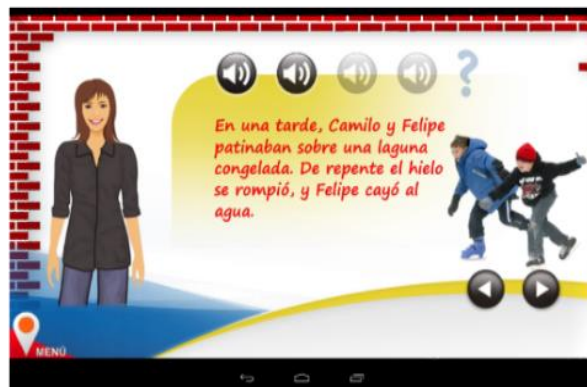 ?
En una tarde, Camilo y Felipe
patinaban sobre una laguna
congelada. De repente el hielo
se rompió, y Felipe cayó al
agua.
MENÚ